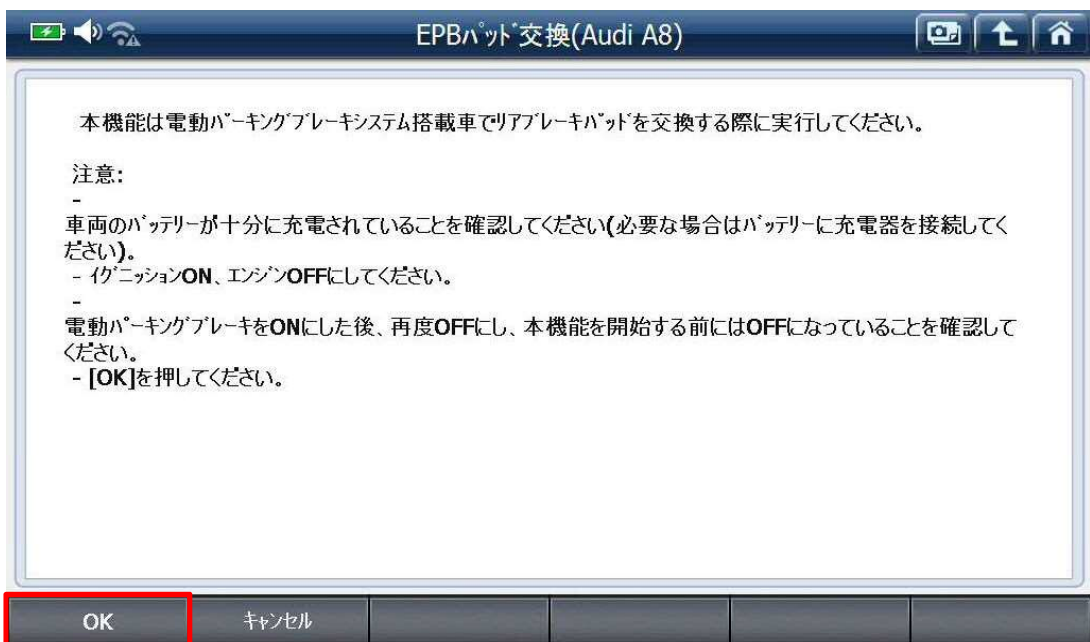 EPBﾊﾟｯﾄﾞ交換(Audi A8)
本機能は電動ﾊﾟｰｷﾝｸﾞﾌﾞﾚｰｷシステム搭載車でﾘｱﾌﾞﾚｰｷﾊﾟｯﾄﾞを交換する際に実行してください。
注意:
-
車両のﾊﾞｯﾃﾘｰが十分に充電されていることを確認してください(必要な場合はﾊﾞｯﾃﾘｰに充電器を接続してく
ださい)。
- ｲｸﾞﾆｯｼｮﾝON、ｴﾝｼﾞﾝOFFにしてください。
-
電動ﾊﾟｰｷﾝｸﾞﾌﾞﾚｰｷをONにした後、再度OFFにし、本機能を開始する前にはOFFになっていることを確認して
ください。
- [OK]を押してください。
OK
キャンセル